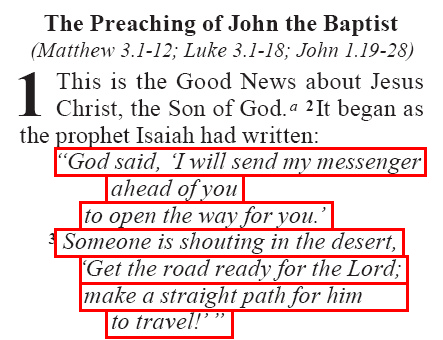 The Preaching of John the Baptist
(Matthew 3.1-12; Luke 3.1-18; John 1.19-28)
1 This is the Good News about Jesus
Christ, the Son of God.a 2It began as
the prophet Isaiah had written:
“God said, ‘I will send my messenger
ahead of you
to open the way for you.’
3 Someone is shouting in the desert,
‘Get the road ready for the Lord;
make a straight path for him
to travel!’ ”